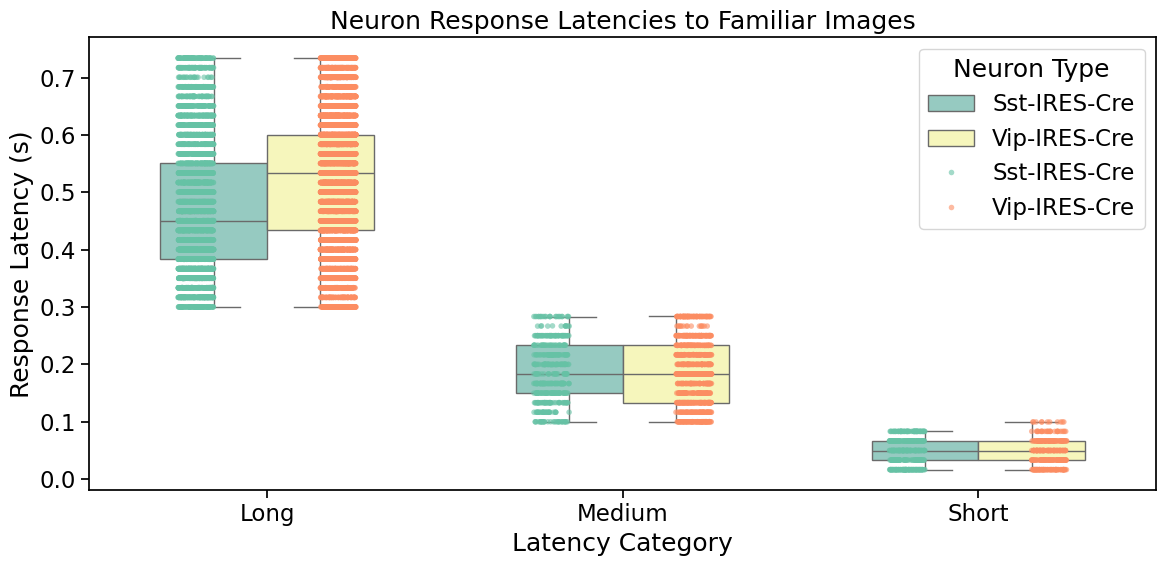 Neuron Response Latencies to Familiar Images
Response Latency (s)
0.7
0.6
0.5
0.4
0.3
0.2
0.1
0.0
Neuron Type
Sst-IRES-Cre
Vip-IRES-Cre
Sst-IRES-Cre
Vip-IRES-Cre
Long
Medium
Short
Latency Category